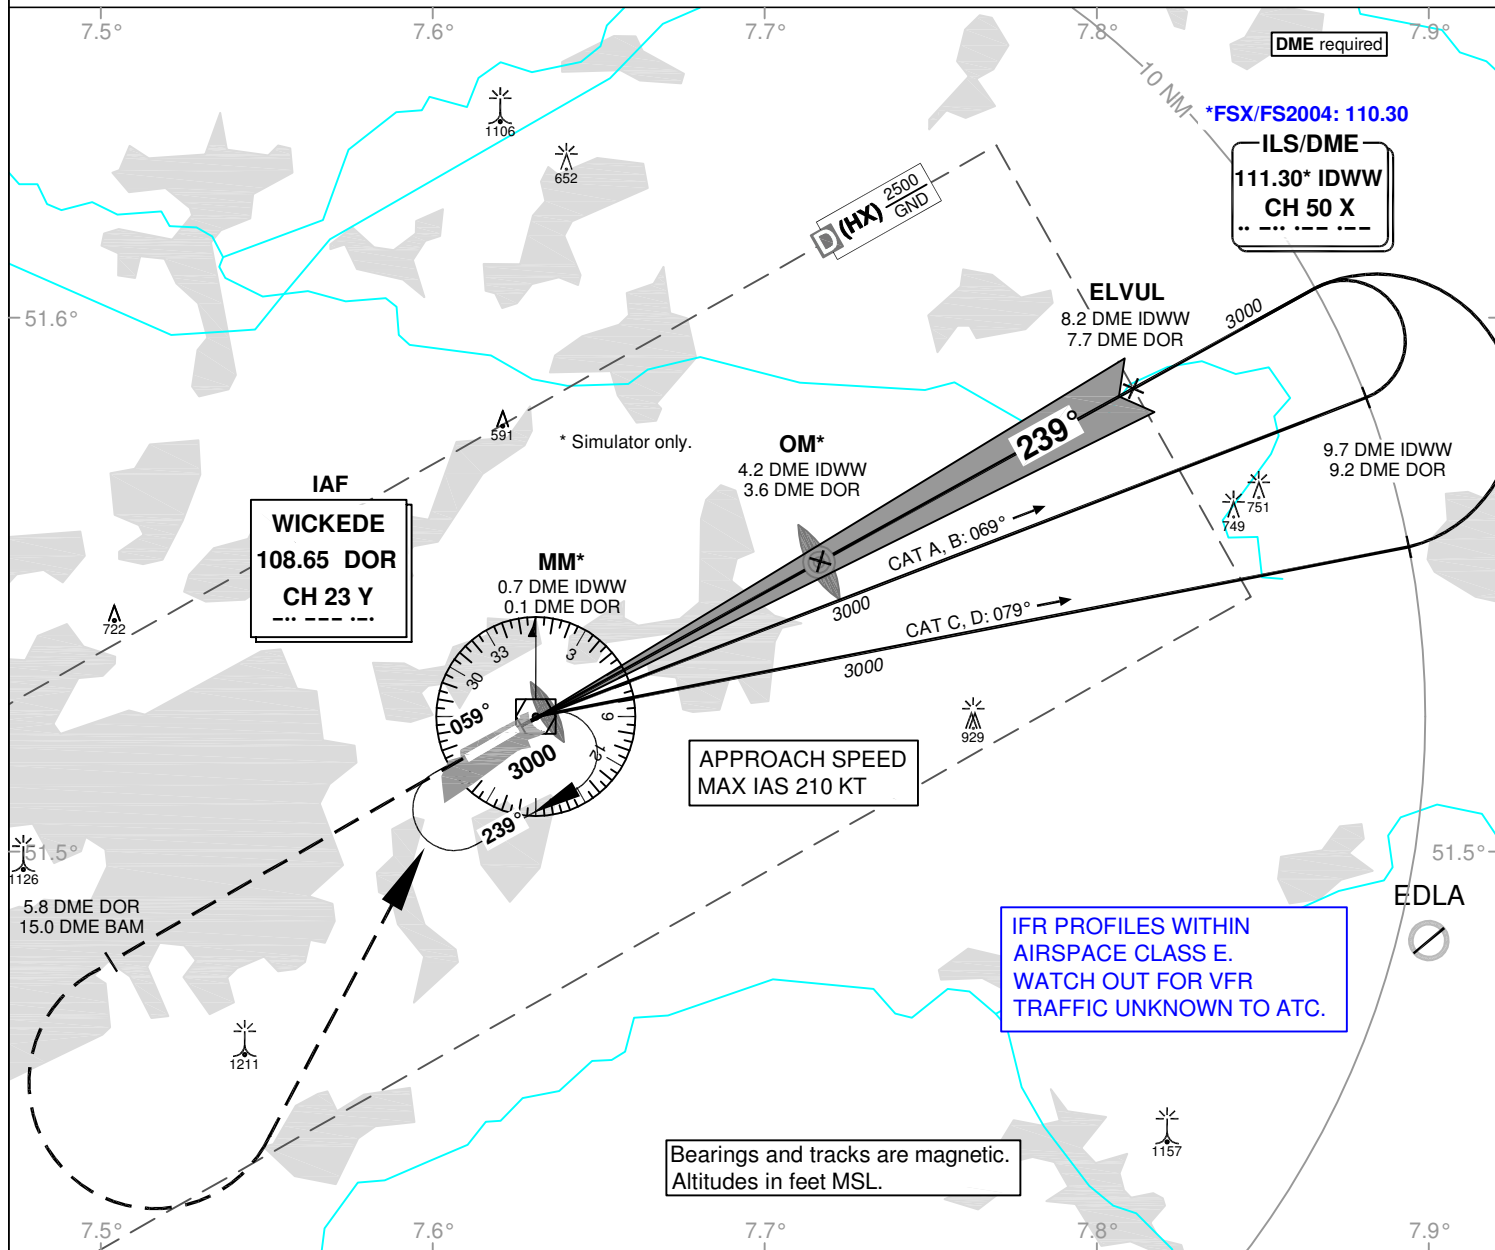 7.5°
7.6°
7.7°
7.8°
7.9°
DME required
10 NM
*FSX/FS2004: 110.30
ILS/DME
111.30* IDWW
CH 50 X
1106
652
D (HX) 2500
GND
ELVUL
8.2 DME IDWW
7.7 DME DOR
3000
51.6°
591
* Simulator only.
OM*
4.2 DME IDWW
3.6 DME DOR
239°
9.7 DME IDWW
9.2 DME DOR
751
749
IAF
WICKEDE
108.65 DOR
CH 23 Y
722
MM*
0.7 DME IDWW
0.1 DME DOR
CAT A, B: 069°
3000
CAT C, D: 079°
3000
33
3
30
059°
9
12
3000
239°
929
APPROACH SPEED
MAX IAS 210 KT
51.5°
51.5°
1126
5.8 DME DOR
15.0 DME BAM
EDLA
IFR PROFILES WITHIN
AIRSPACE CLASS E.
WATCH OUT FOR VFR
TRAFFIC UNKNOWN TO ATC.
1211
1157
Bearings and tracks are magnetic.
Altitudes in feet MSL.
7.5°
7.6°
7.7°
7.8°
7.9°